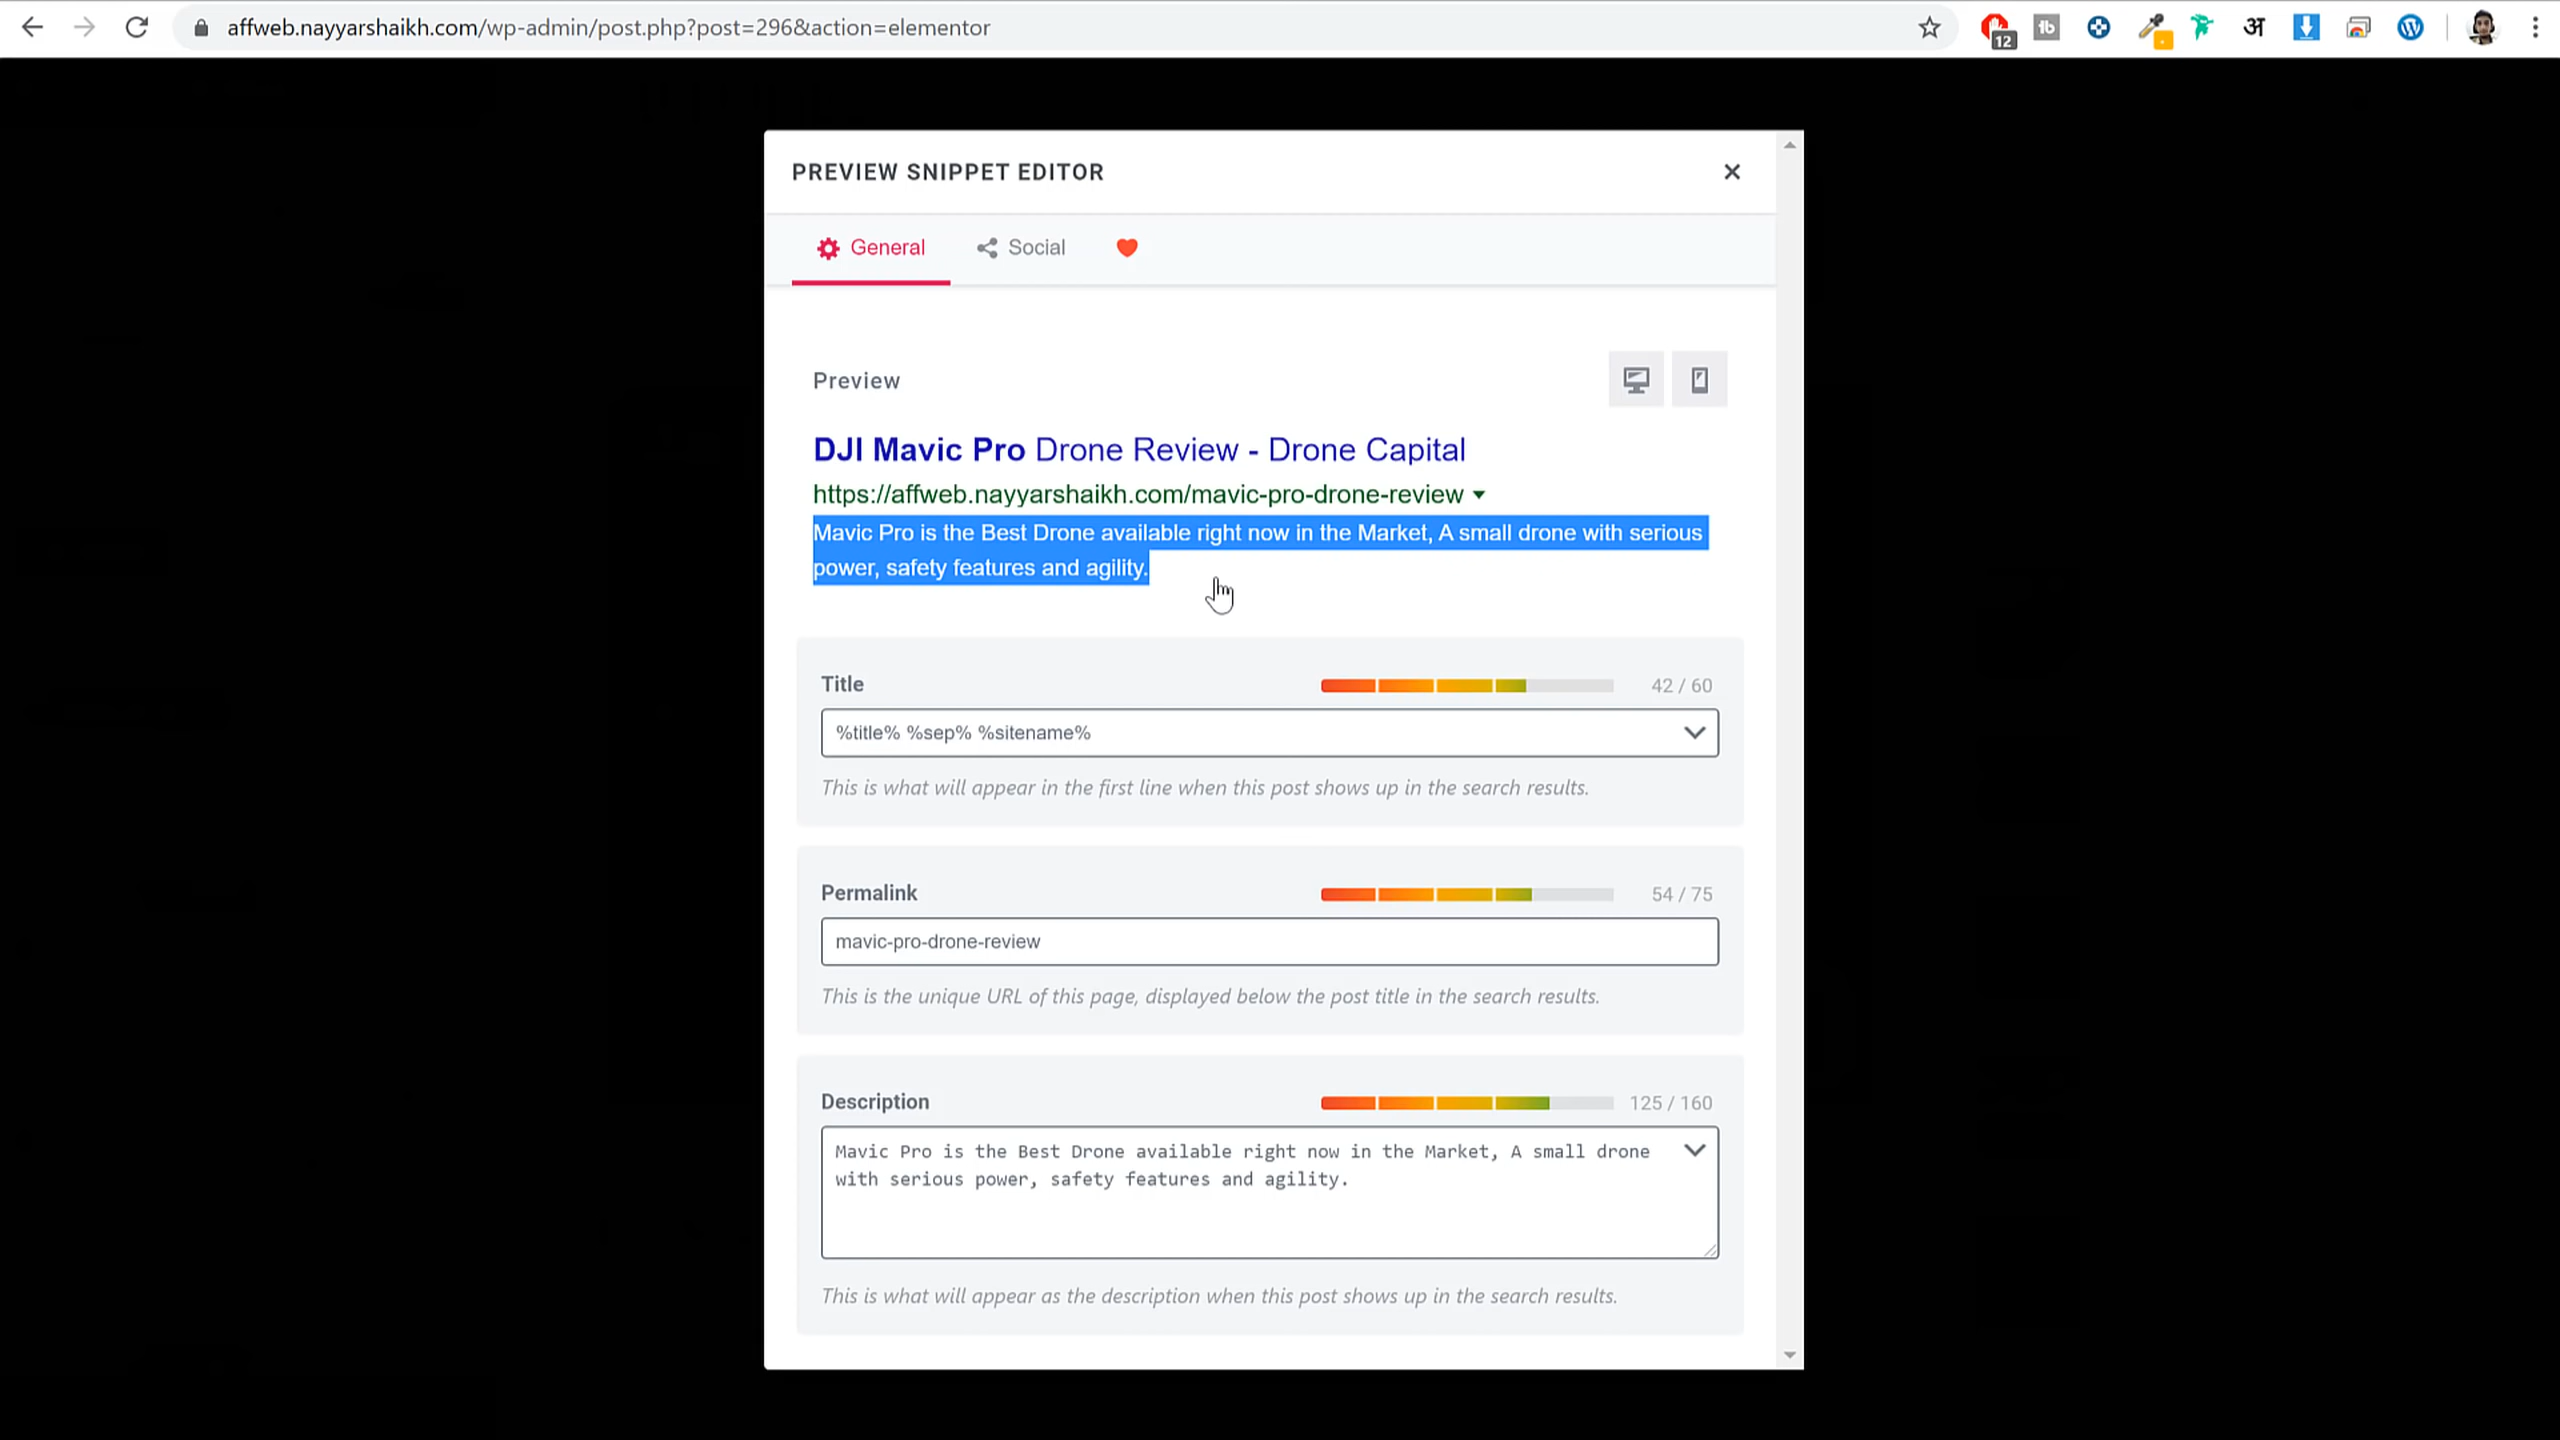 affweb.nayyarshaikh.com/wp-admin/post.php?post=296&action=elementor
12
tb
अ
PREVIEW SNIPPET EDITOR
General
Social
Preview
DJI Mavic Pro Drone Review - Drone Capital
https://affweb.nayyarshaikh.com/mavic-pro-drone-review
Mavic Pro is the Best Drone available right now in the Market, A small drone with serious
power, safety features and agility.
Title
42 / 60
%title% %sep% %sitename%
This is what will appear in the first line when this post shows up in the search results.
Permalink
54 / 75
mavic-pro-drone-review
This is the unique URL of this page, displayed below the post title in the search results.
Description
125 / 160
Mavic Pro is the Best Drone available right now in the Market, A small drone
with serious power, safety features and agility.
This is what will appear as the description when this post shows up in the search results.